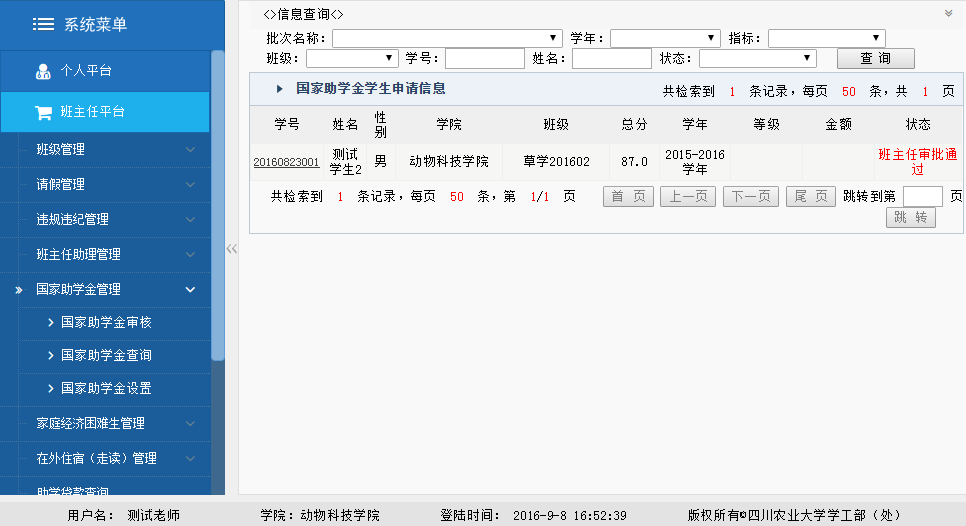 系统菜单
个人平台
班主任平台
班级管理
请假管理
违规违纪管理
班主任助理管理
国家助学金管理
国家助学金审核
国家助学金查询
国家助学金设置
家庭经济困难生管理
在外住宿（走读）管理
助学贷款查询
<>信息查询<>
批次名称： 学年： 指标：
班级： 学号： 姓名： 状态： 查 询
国家助学金学生申请信息 共检索到 1 条记录，每页 50 条，共 1 页
学号 姓名 性别 学院 班级 总分 学年 等级 金额 状态
20160823001 测试学生2 男 动物科技学院 草学201602 87.0 2015-2016学年 班主任审批通过
共检索到 1 条记录，每页 50 条，第 1/1 页 首 页 上一页 下一页 尾 页 跳转到第 页
跳 转
用户名： 测试老师 学院：动物科技学院 登陆时间： 2016-9-8 16:52:39 版权所有©四川农业大学学工部（处）